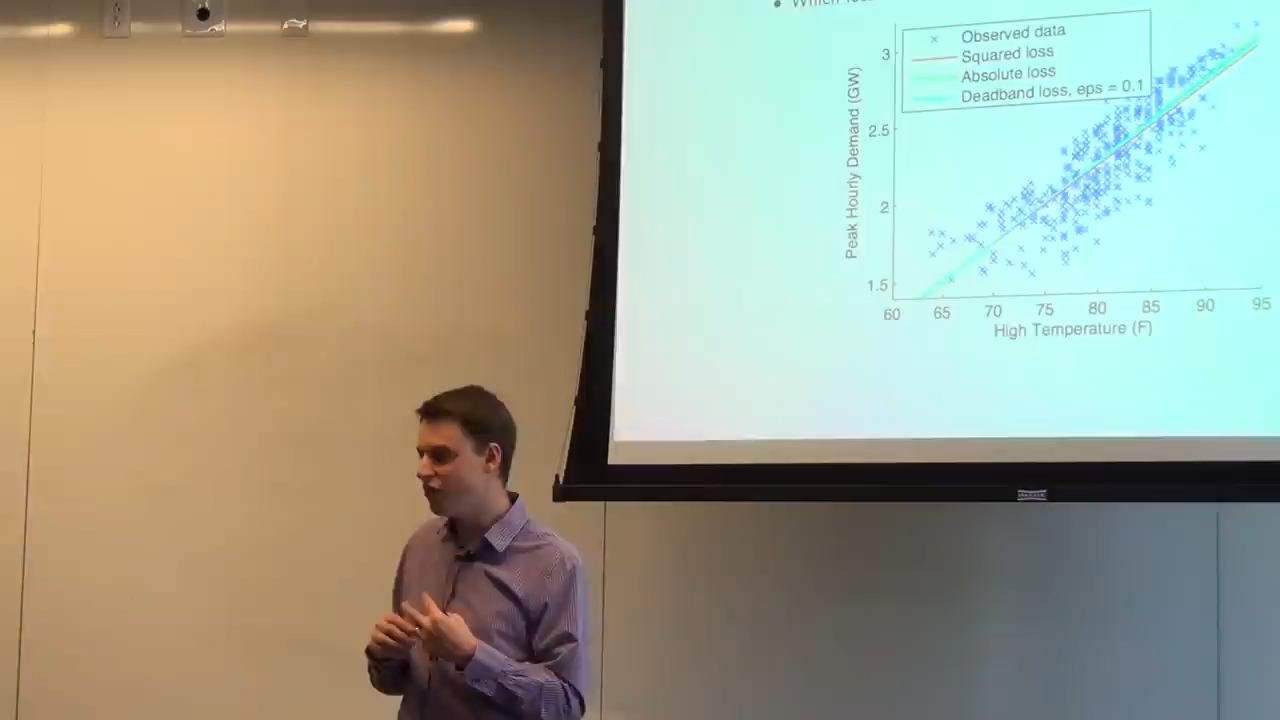 • Which
Observed data
Squared loss
Absolute loss
Deadband loss, eps = 0.1
3
2.5
2
1.5
Peak Hourly Demand (GW)
60 65 70 75 80 85 90 95
High Temperature (F)